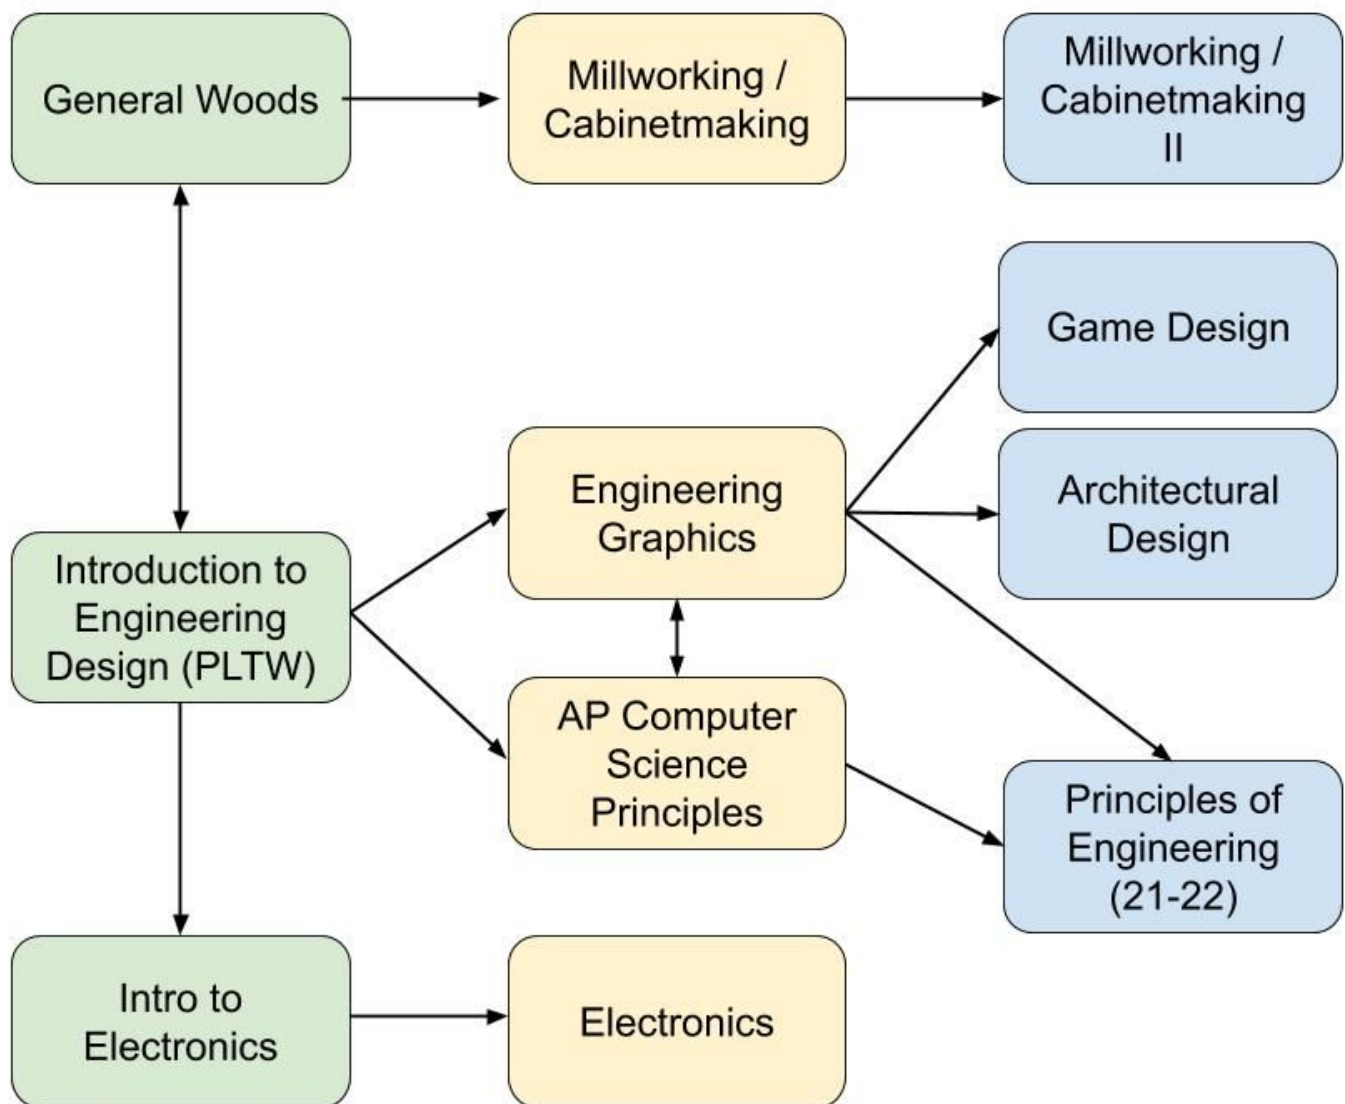 General Woods
Millworking /
Cabinetmaking
Millworking /
Cabinetmaking
II
Game Design
Engineering
Graphics
Architectural
Design
Introduction to
Engineering
Design (PLTW)
AP Computer
Science
Principles
Principles of
Engineering
(21-22)
Intro to
Electronics
Electronics